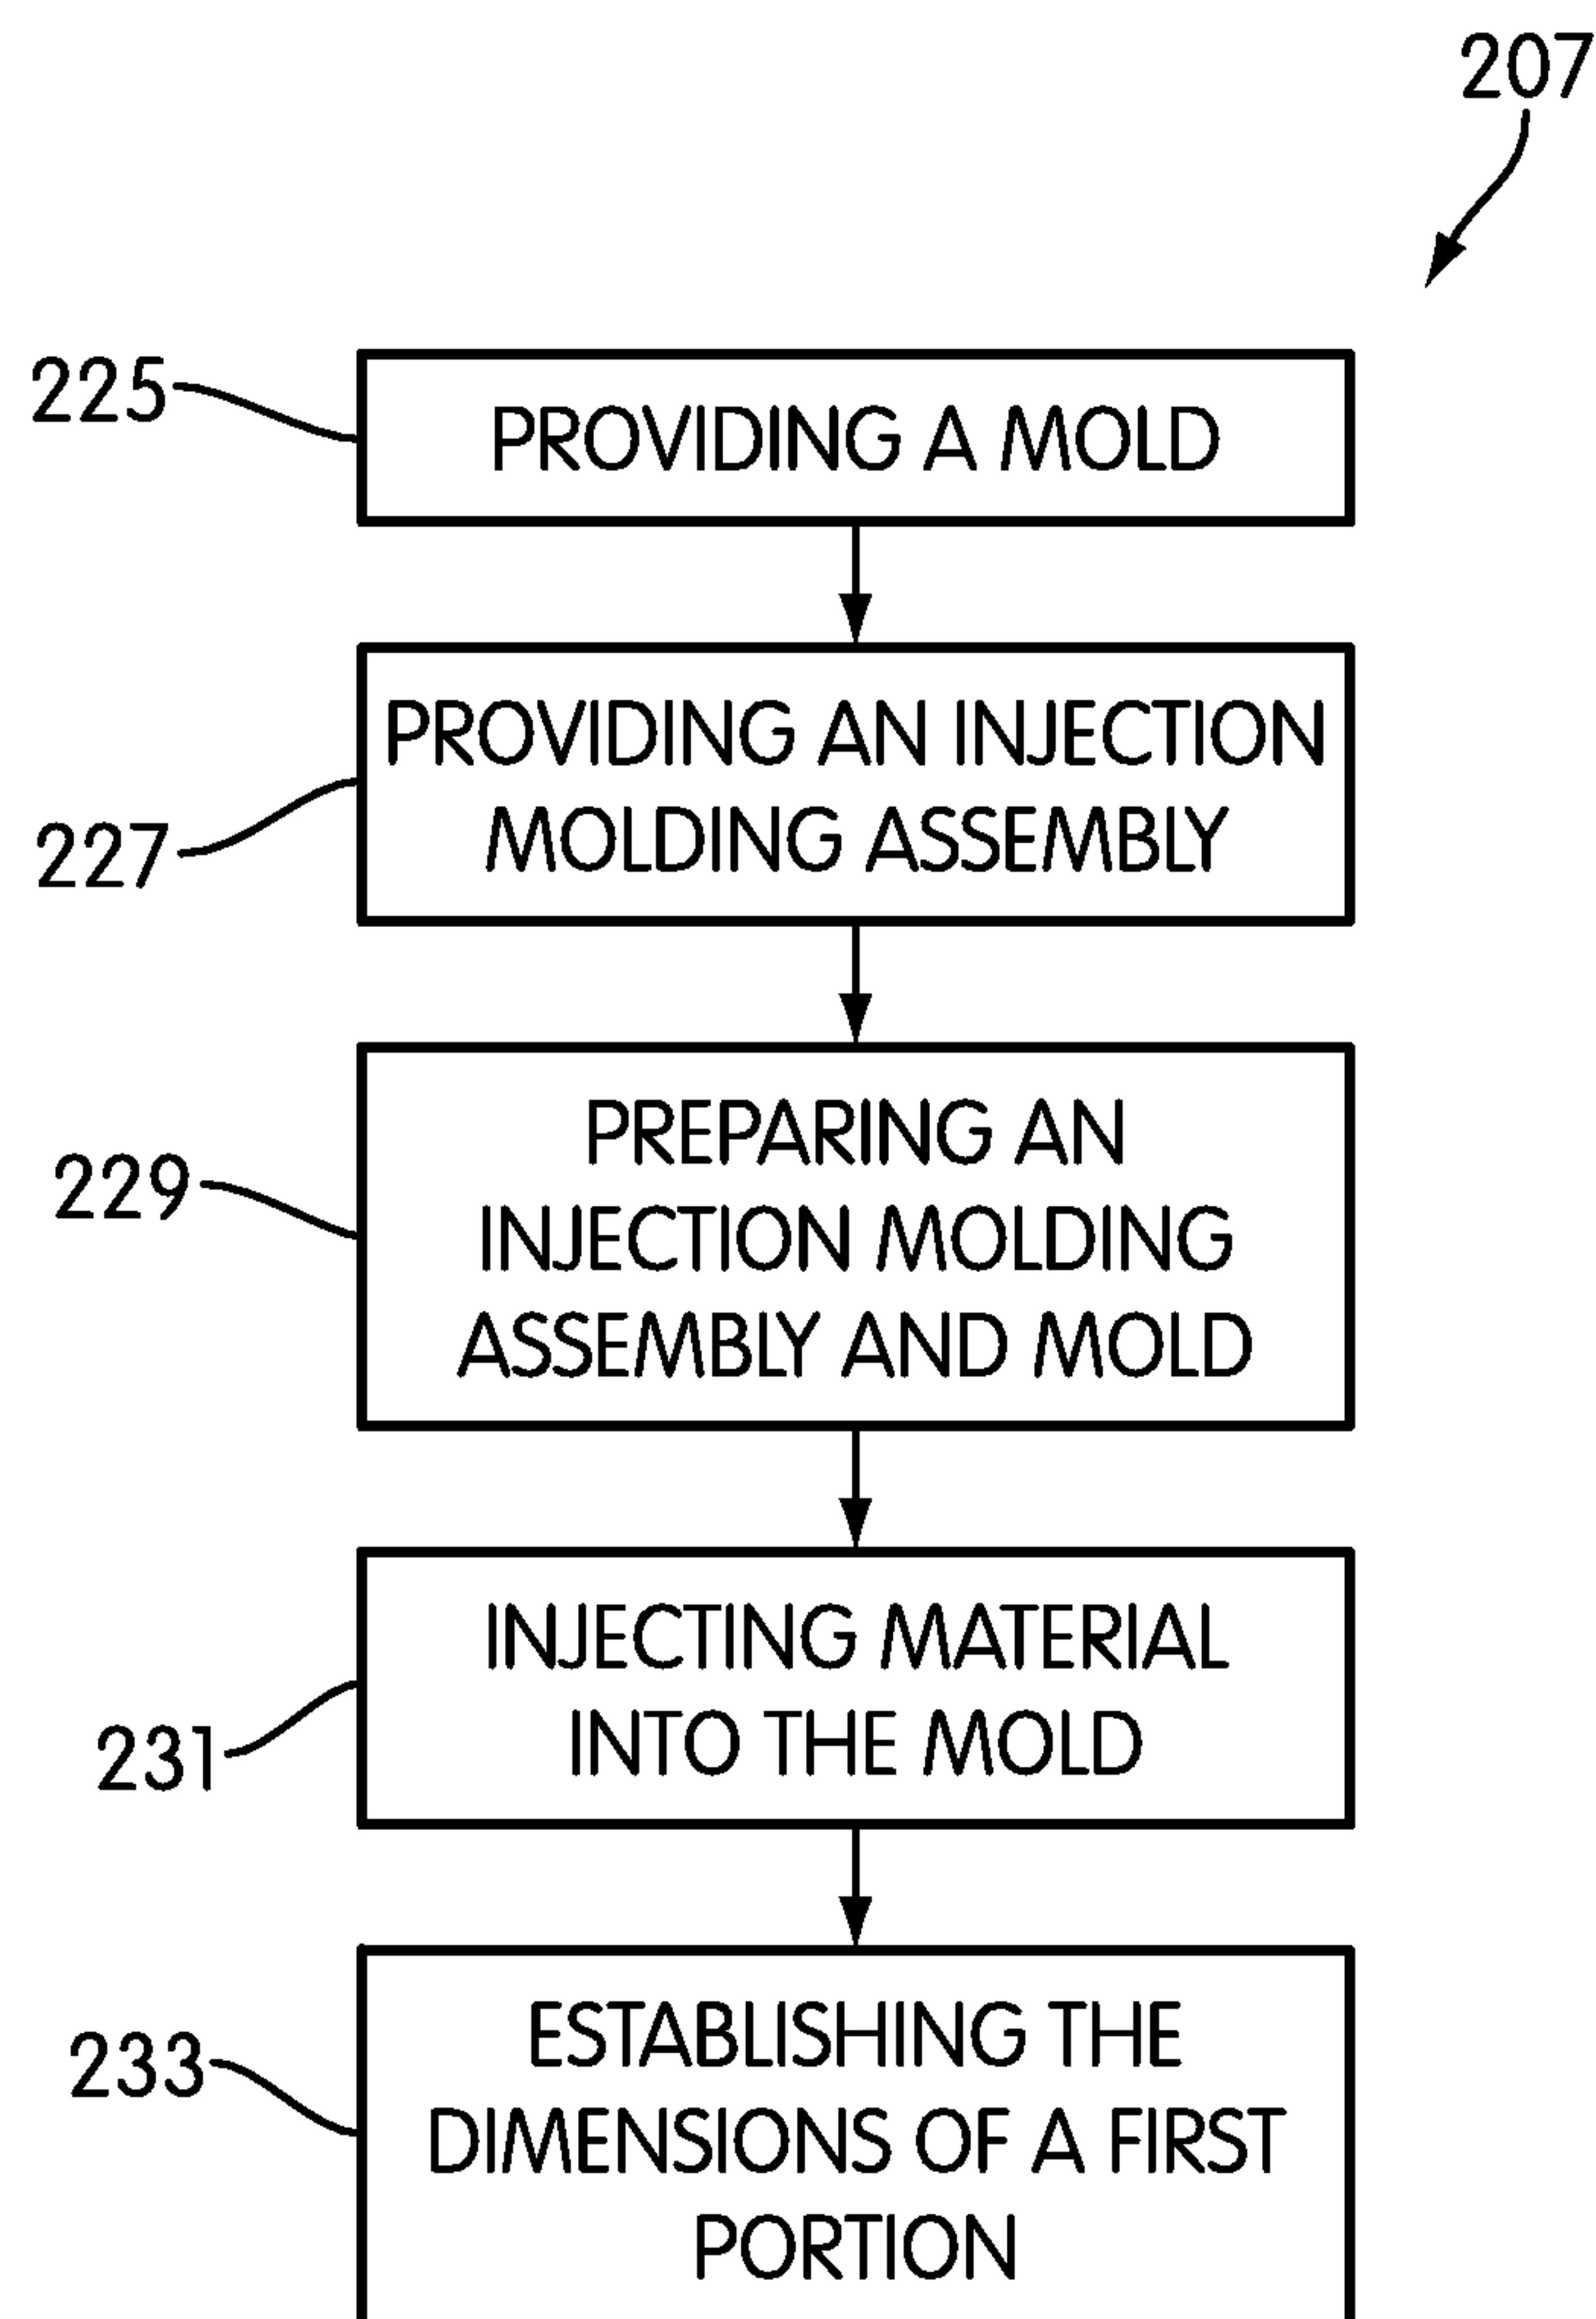 207
225
PROVIDING A MOLD
PROVIDING AN INJECTION
MOLDING ASSEMBLY
227
PREPARING AN
INJECTION MOLDING
ASSEMBLY AND MOLD
229
INJECTING MATERIAL
INTO THE MOLD
231
ESTABLISHING THE
DIMENSIONS OF A FIRST
PORTION
233